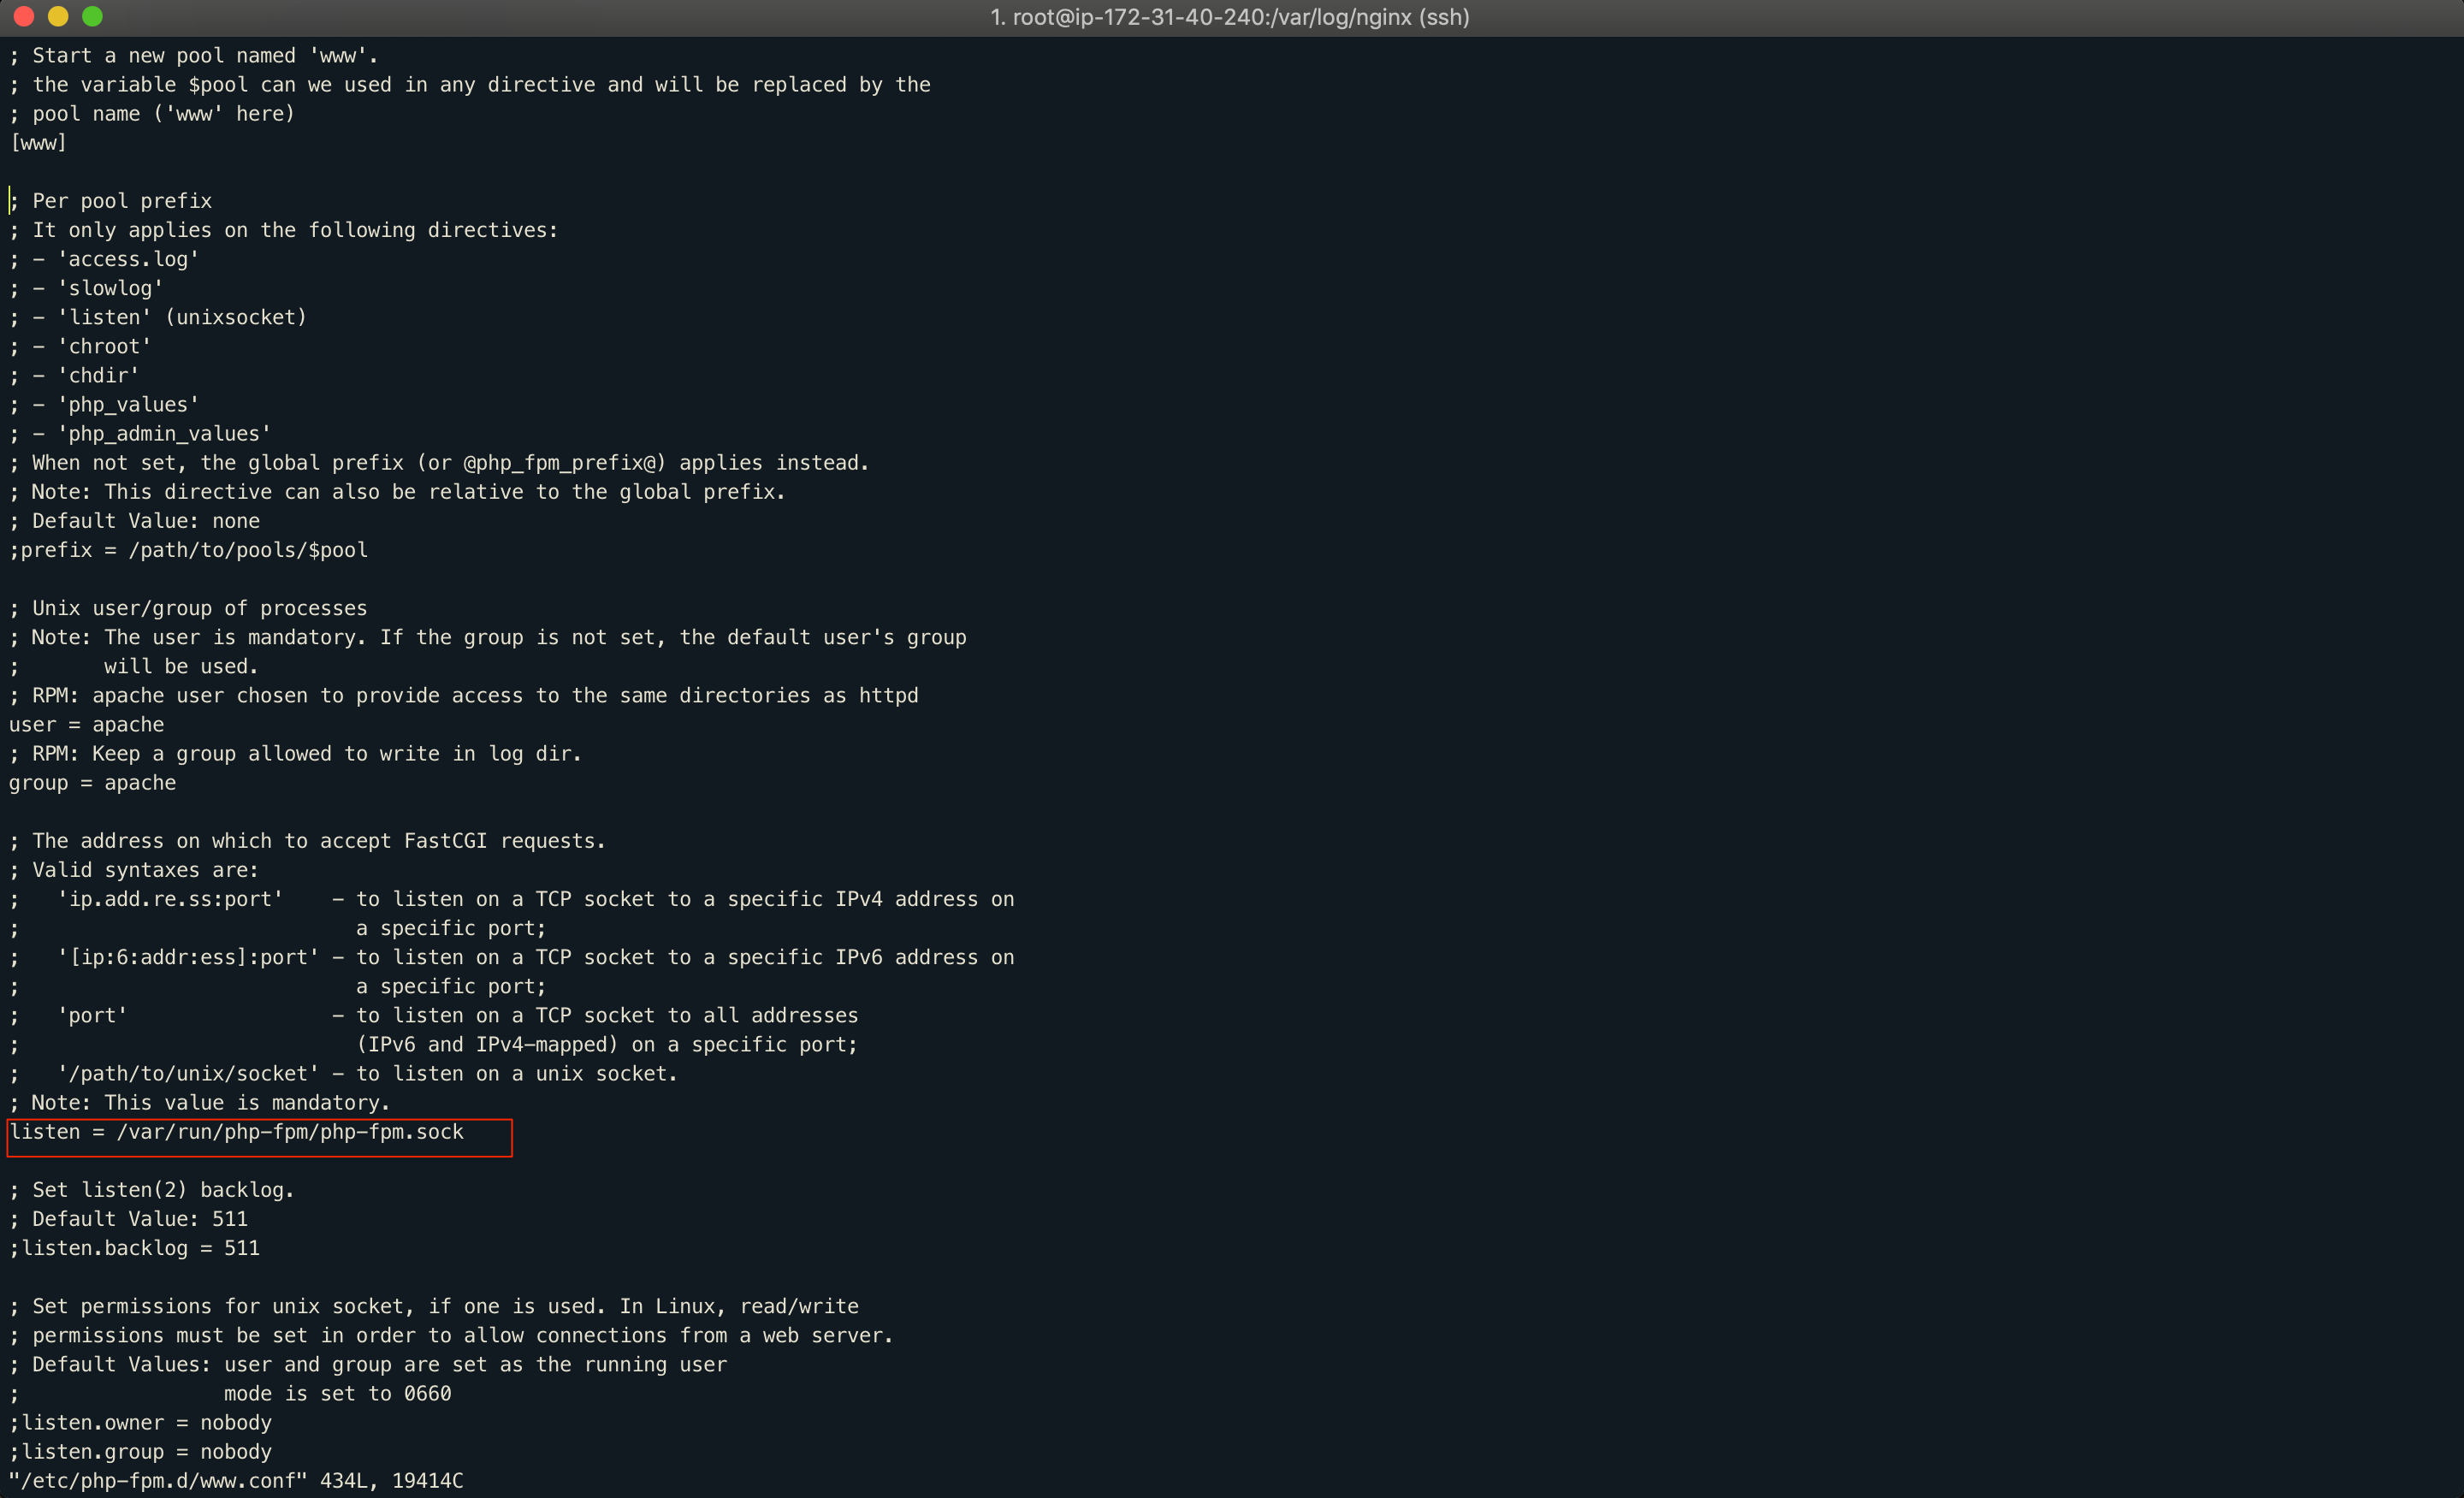 1. root@ip-172-31-40-240:/var/log/nginx (ssh)
; Start a new pool named 'www'.
; the variable $pool can we used in any directive and will be replaced by the
; pool name ('www' here)
[www]

; Per pool prefix
; It only applies on the following directives:
; - 'access.log'
; - 'slowlog'
; - 'listen' (unixsocket)
; - 'chroot'
; - 'chdir'
; - 'php_values'
; - 'php_admin_values'
; When not set, the global prefix (or @php_fpm_prefix@) applies instead.
; Note: This directive can also be relative to the global prefix.
; Default Value: none
;prefix = /path/to/pools/$pool

; Unix user/group of processes
; Note: The user is mandatory. If the group is not set, the default user's group
;       will be used.
; RPM: apache user chosen to provide access to the same directories as httpd
user = apache
; RPM: Keep a group allowed to write in log dir.
group = apache

; The address on which to accept FastCGI requests.
; Valid syntaxes are:
;   'ip.add.re.ss:port'    - to listen on a TCP socket to a specific IPv4 address on
;                            a specific port;
;   '[ip:6:addr:ess]:port' - to listen on a TCP socket to a specific IPv6 address on
;                            a specific port;
;   'port'                 - to listen on a TCP socket to all addresses
;                            (IPv6 and IPv4-mapped) on a specific port;
;   '/path/to/unix/socket' - to listen on a unix socket.
; Note: This value is mandatory.
listen = /var/run/php-fpm/php-fpm.sock

; Set listen(2) backlog.
; Default Value: 511
;listen.backlog = 511

; Set permissions for unix socket, if one is used. In Linux, read/write
; permissions must be set in order to allow connections from a web server.
; Default Values: user and group are set as the running user
;                 mode is set to 0660
;listen.owner = nobody
;listen.group = nobody
"/etc/php-fpm.d/www.conf" 434L, 19414C